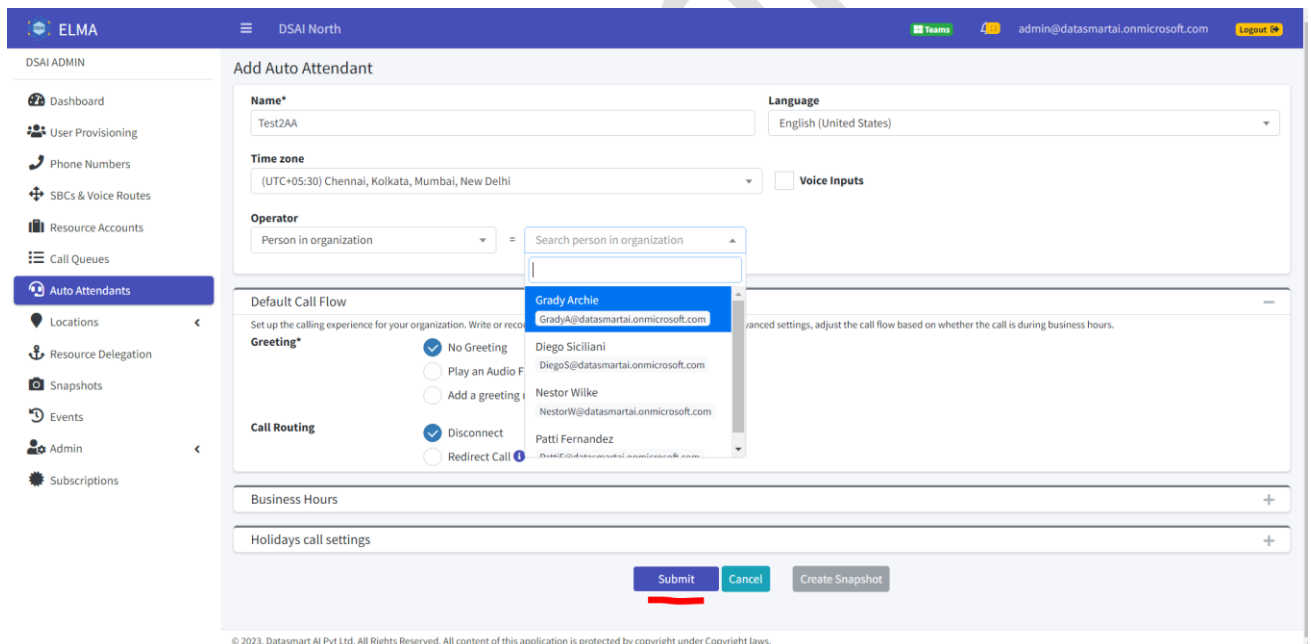 ELMA
DSAI North
Teams
admin@datasmartai.onmicrosoft.com
Logout
DSAI ADMIN
Dashboard
User Provisioning
Phone Numbers
SBCs & Voice Routes
Resource Accounts
Call Queues
Auto Attendants
Locations
Resource Delegation
Snapshots
Events
Admin
Subscriptions
Add Auto Attendant
Name*
Test2AA
Language
English (United States)
Time zone
(UTC+05:30) Chennai, Kolkata, Mumbai, New Delhi
Voice Inputs
Operator
Person in organization
=
Search person in organization
Grady Archie
GradyA@datasmartai.onmicrosoft.com
Diego Siciliani
DiegoS@datasmartai.onmicrosoft.com
Nestor Wilke
NestorW@datasmartai.onmicrosoft.com
Patti Fernandez
PattiF@datasmartai.onmicrosoft.com
Default Call Flow
Set up the calling experience for your organization. Write or settings, adjust the call flow based on whether the call is during business hours.
Greeting*
No Greeting
Play an Audio
Add a greeting
Call Routing
Disconnect
Redirect Call
Business Hours
Holidays call settings
Submit
Cancel
Create Snapshot
© 2023, Datasmart AI Pvt Ltd. All Rights Reserved. All content of this application is protected by copyright under Copyright laws.